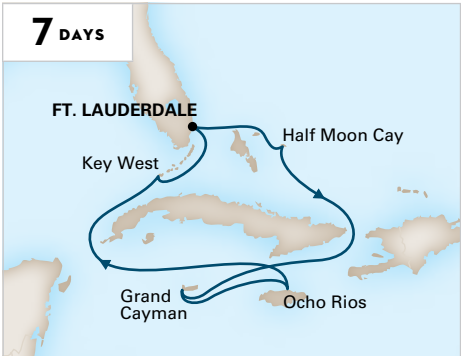 7 DAYS
FT. LAUDERDALE
Half Moon Cay
Key West
Grand
Cayman
Ocho Rios